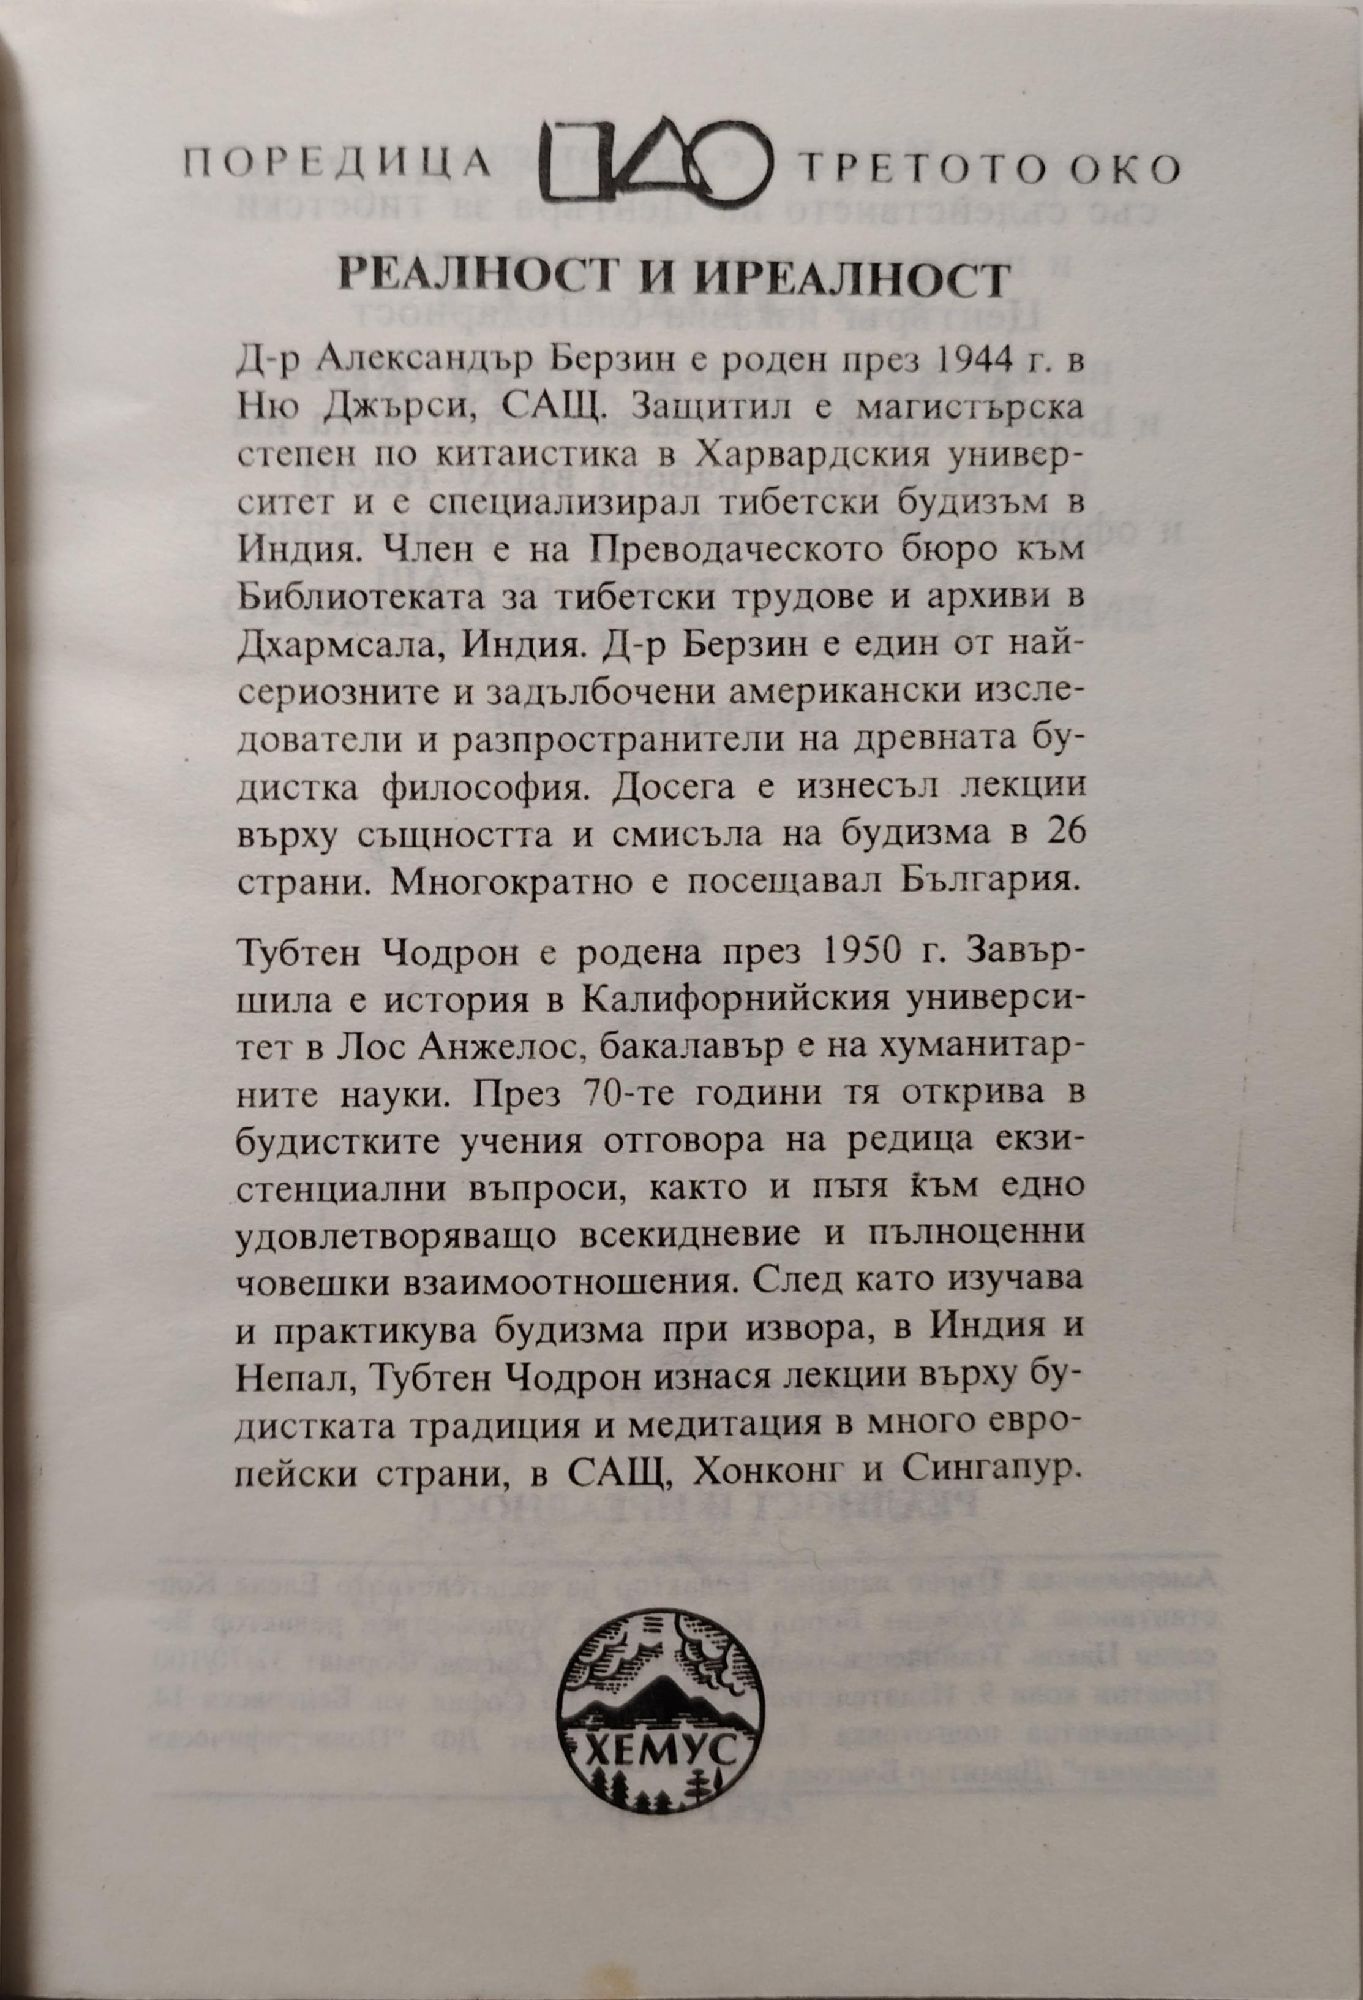 ПОРЕДИЦА ТРЕТОТО ОКО
РЕАЛНОСТ И ИРЕАЛНОСТ
Д-р Александър Берзин е роден през 1944 г. в
Ню Джърси, САЩ. Защитил е магистърска
степен по китаистика в Харвардския универ-
ситет и е специализирал тибетски будизъм в
Индия. Член е на Преводаческото бюро към
Библиотеката за тибетски трудове и архиви в
Дхармсала, Индия. Д-р Берзин е един от най-
сериозните и задълбочени американски изсле-
дователи и разпространители на древната бу-
дистка философия. Досега е изнесъл лекции
върху същността и смисъла на будизма в 26
страни. Многократно е посещавал България.
Тубтен Чодрон е родена през 1950 г. Завър-
шила е история в Калифорнийския университет-
тет в Лос Анжелос, бакалавър е на хуманитар-
ните науки. През 70-те години тя открива в
будистките учения отговора на редица екзи-
стенциални въпроси, както и пътя към едно
удовлетворяващо всекидневие и пълноценни
човешки взаимоотношения. След като изучава
и практикува будизма при извора, в Индия и
Непал, Тубтен Чодрон изнася лекции върху бу-
дистката традиция и медитация в много евро-
пейски страни, в САЩ, Хонконг и Сингапур.
ХЕМУС